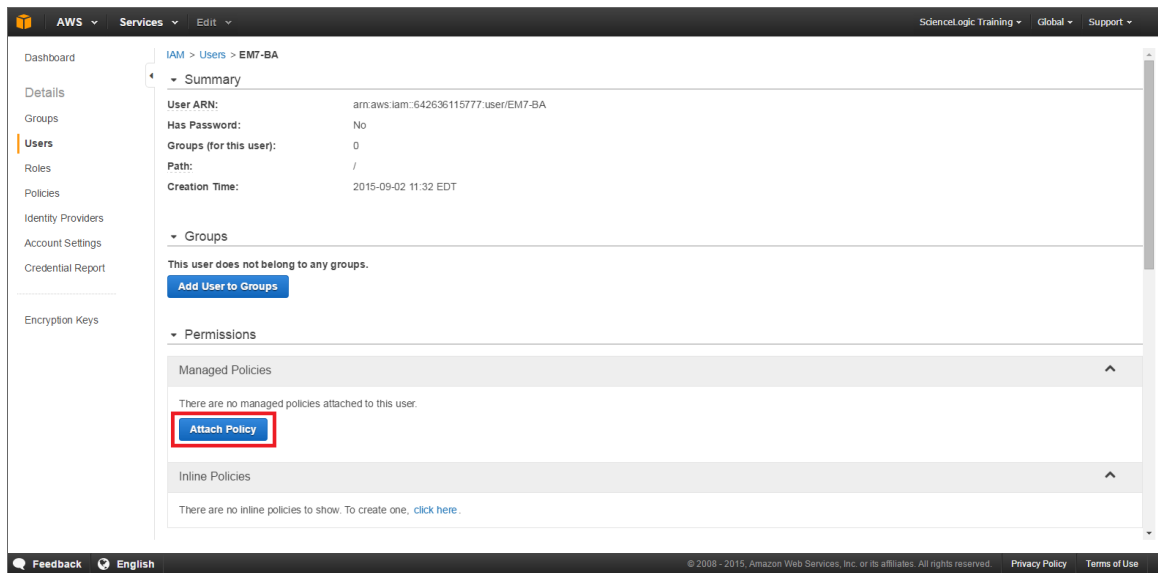 AWS Services Edit ScienceLogic Training Global Support
Dashboard
Details
Groups
Users
Roles
Policies
Identity Providers
Account Settings
Credential Report
Encryption Keys
IAM > Users > EM7-BA
Summary
User ARN: arn:aws:iam::642636115777:user/EM7-BA
Has Password: No
Groups (for this user): 0
Path: /
Creation Time: 2015-09-02 11:32 EDT
Groups
This user does not belong to any groups.
Add User to Groups
Permissions
Managed Policies
There are no managed policies attached to this user.
Attach Policy
Inline Policies
There are no inline policies to show. To create one, click here.
Feedback English © 2008 - 2015, Amazon Web Services, Inc. or its affiliates. All rights reserved. Privacy Policy Terms of Use